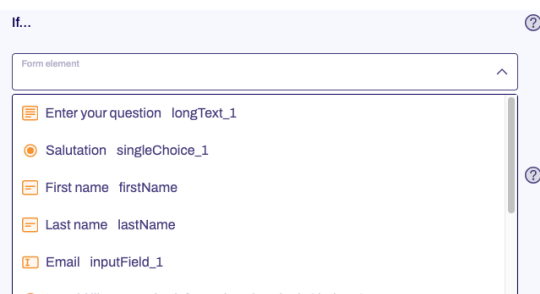 If...
?
Form element
Enter your question longText_1
?
Salutation singleChoice_1
First name firstName
Last name lastName
Email inputField_1